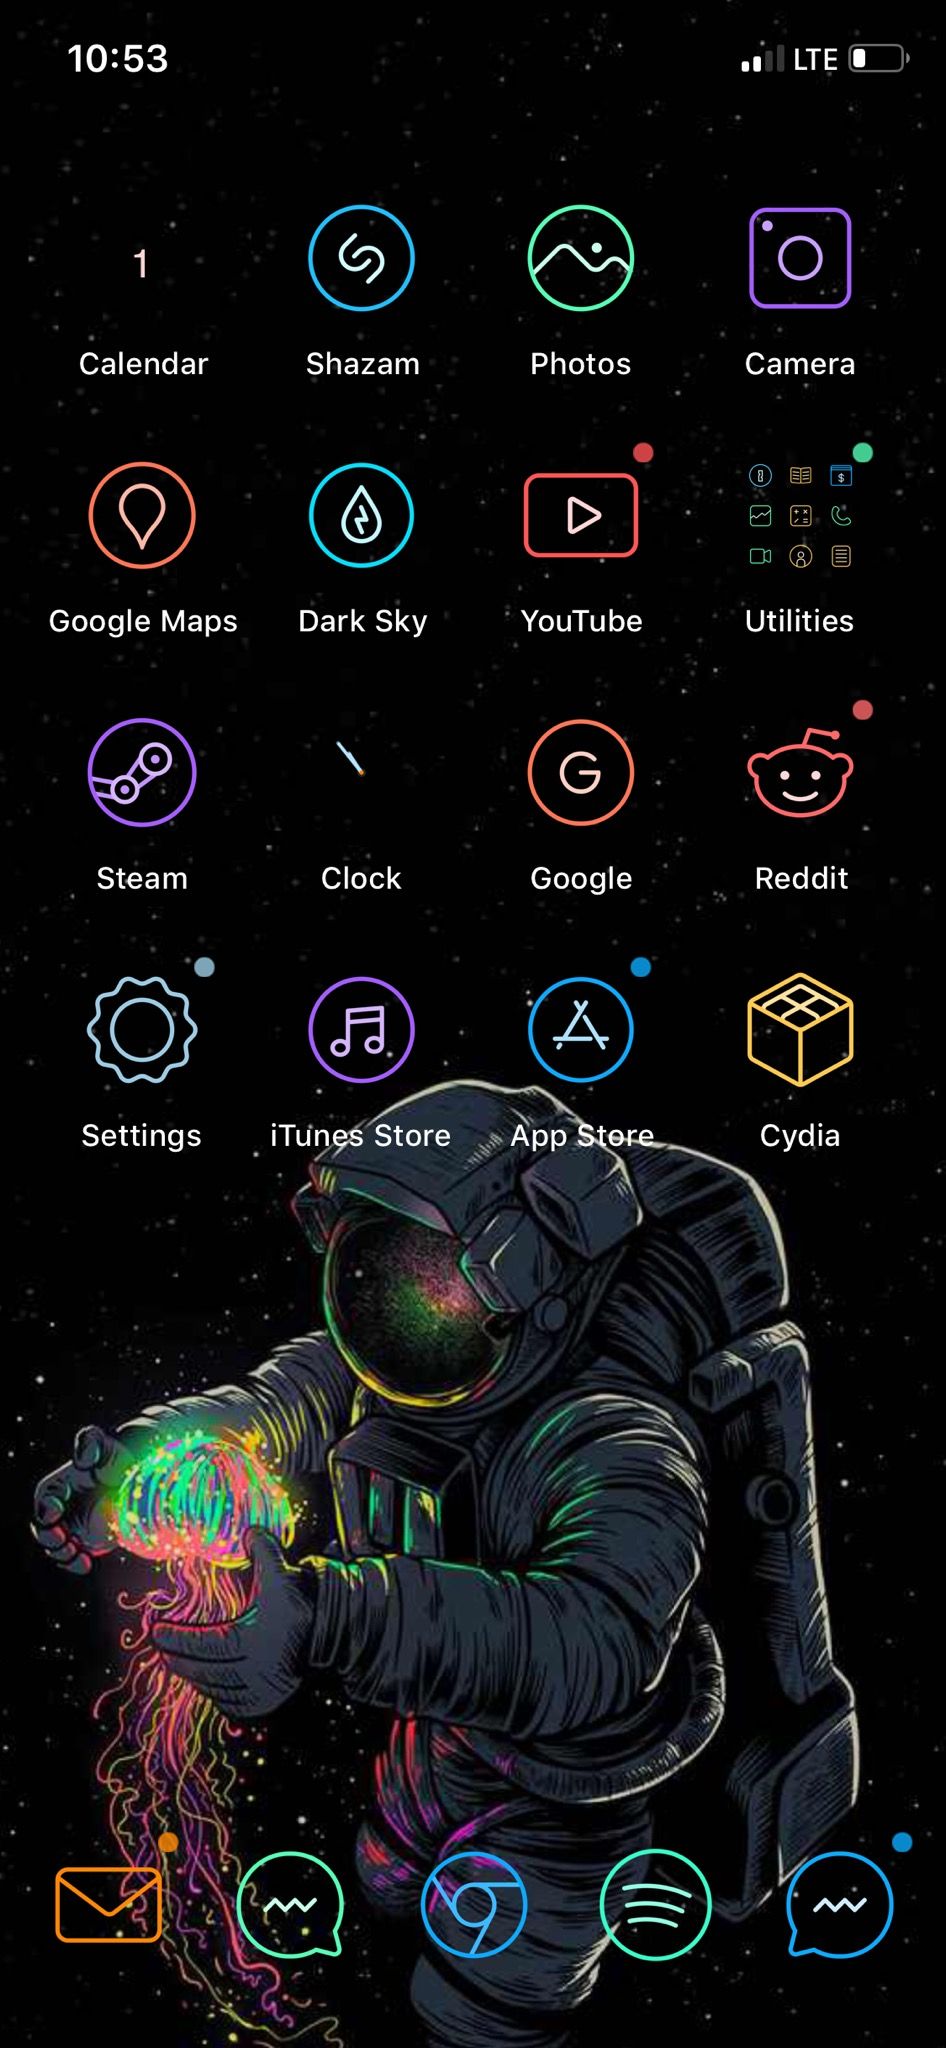 10:53 LTE
1
Calendar Shazam Photos Camera
$
Google Maps Dark Sky YouTube Utilities
G
Steam Clock Google Reddit
Settings iTunes Store App Store Cydia